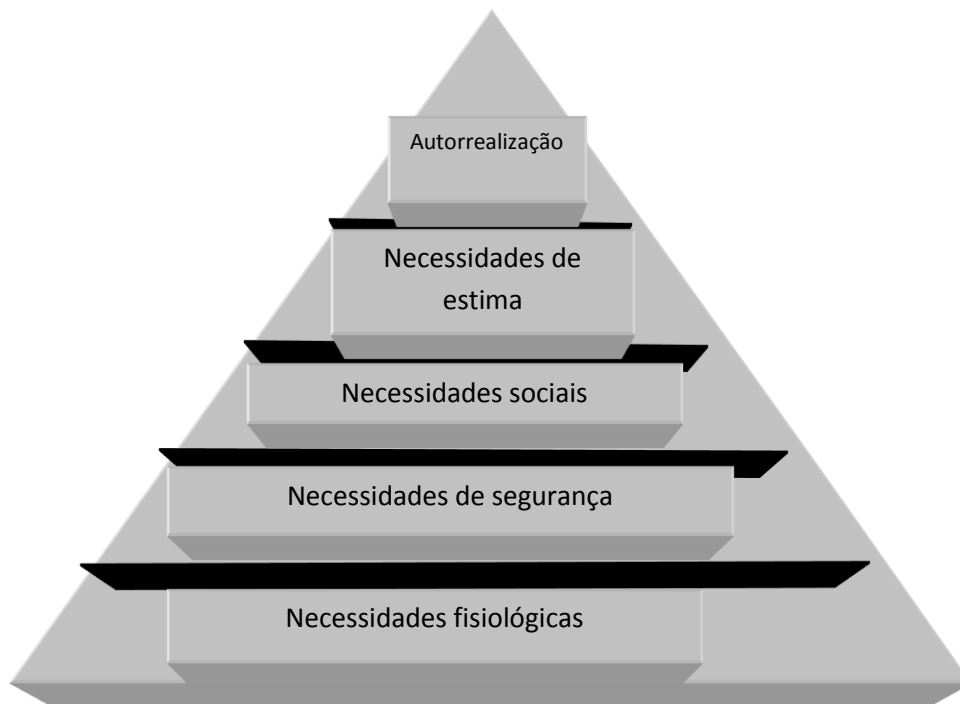 Autorrealização
Necessidades de
estima
Necessidades sociais
Necessidades de segurança
Necessidades fisiológicas